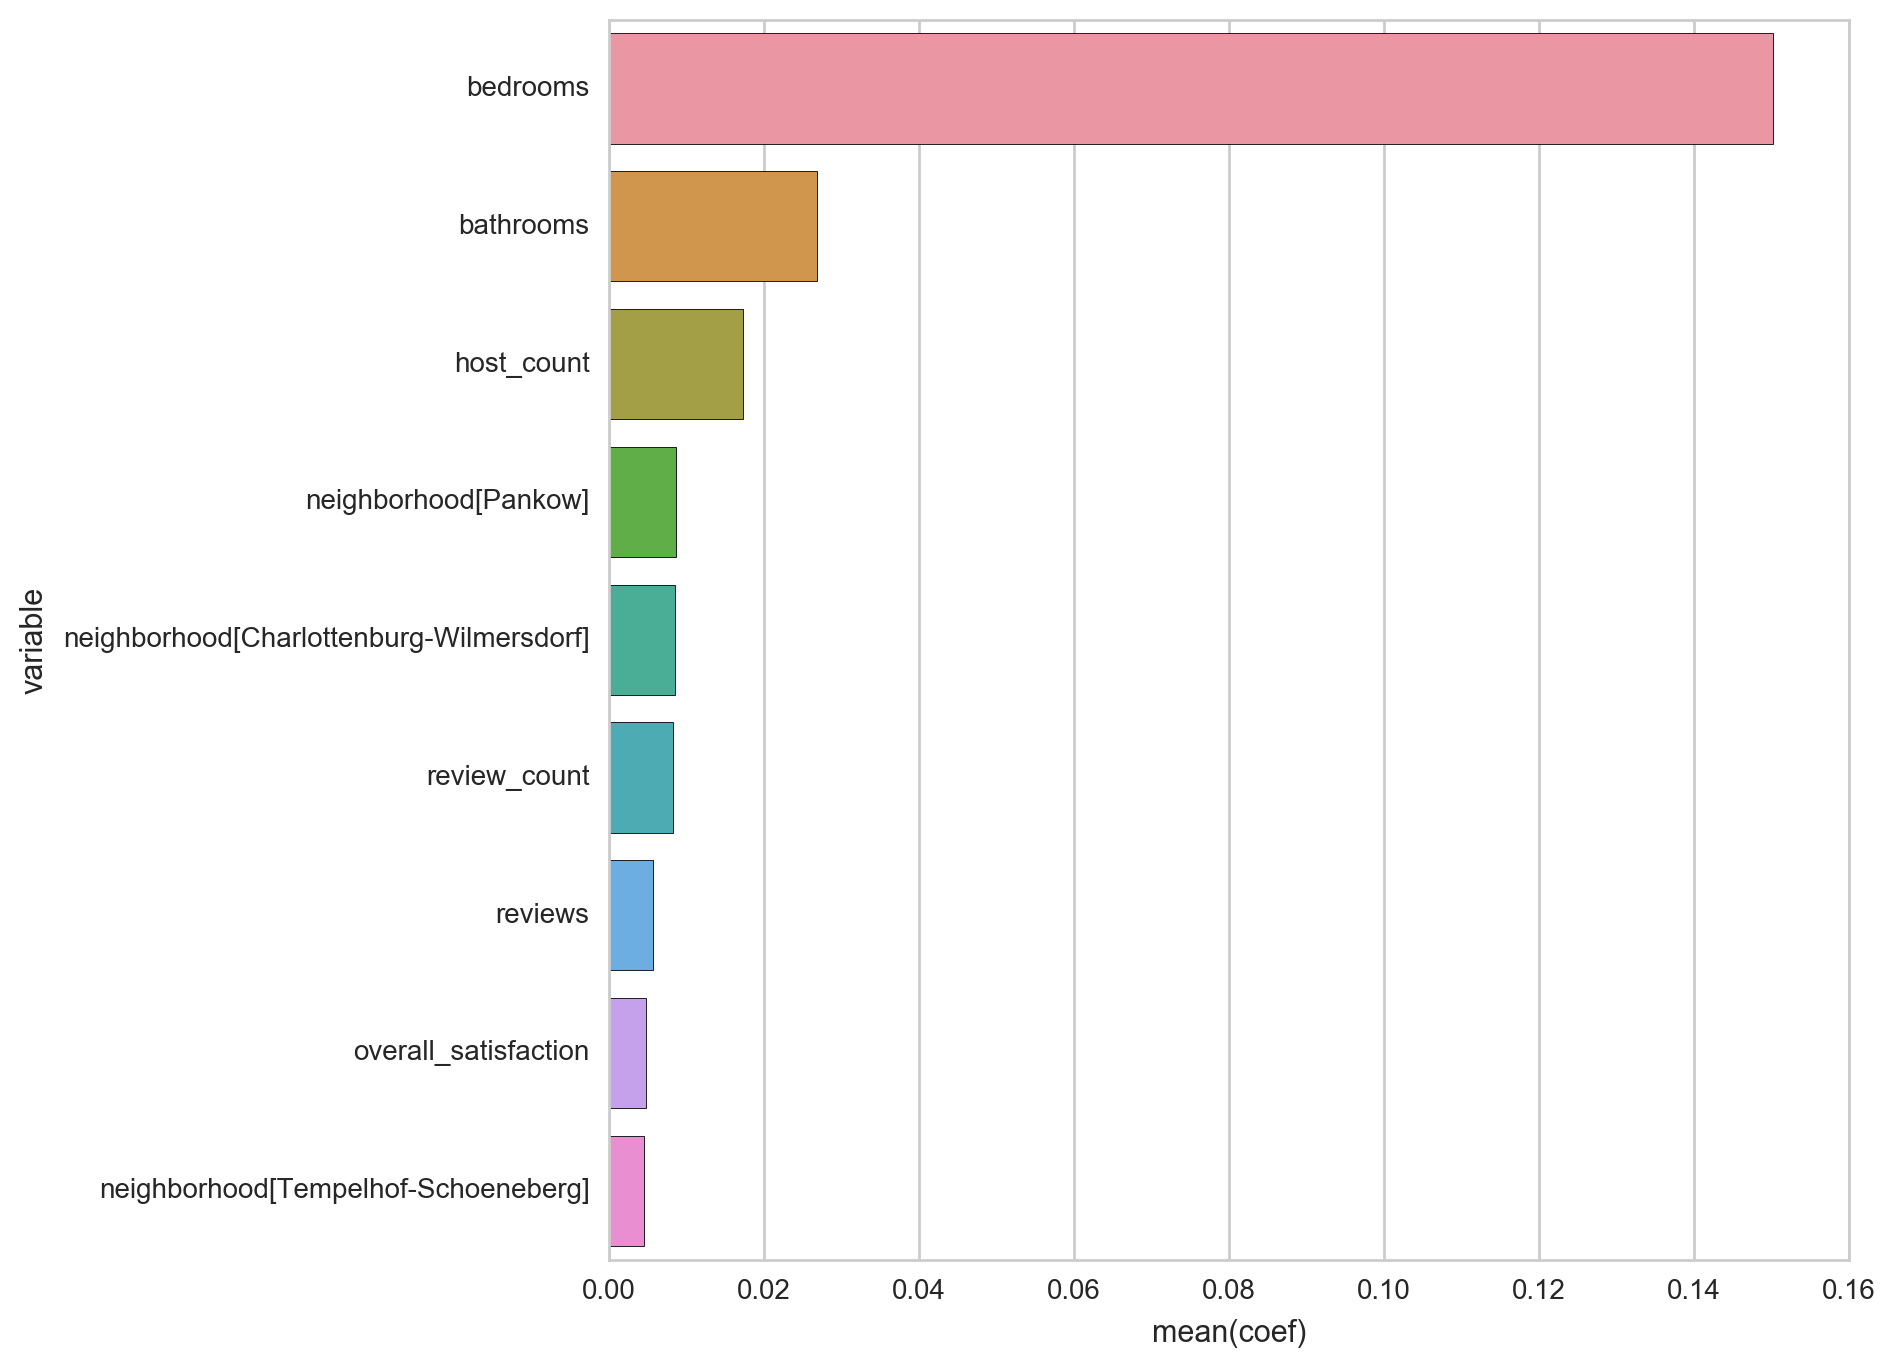 bedrooms
bathrooms
host_count
neighborhood[Pankow]
neighborhood[Charlottenburg-Wilmersdorf]
review_count
reviews
overall_satisfaction
neighborhood[Tempelhof-Schoeneberg]
variable
0.00 0.02 0.04 0.06 0.08 0.10 0.12 0.14 0.16
mean(coef)